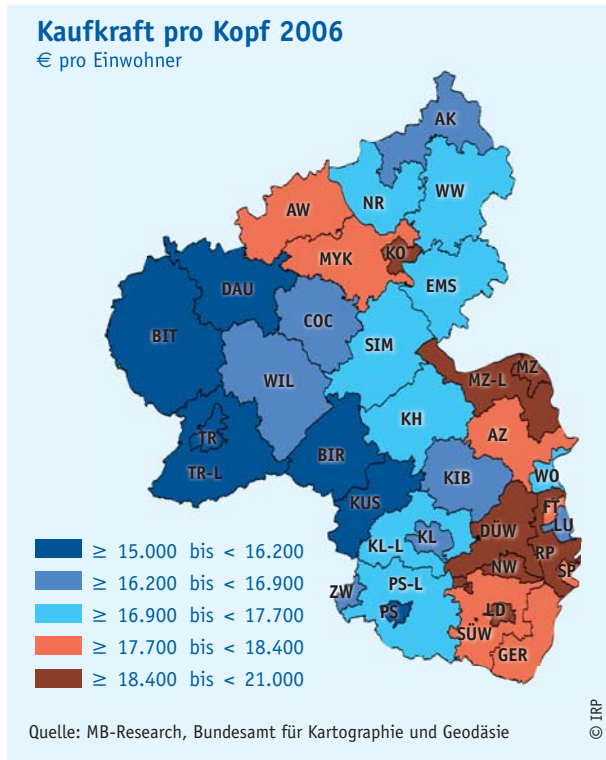 Kaufkraft pro Kopf 2006
€ pro Einwohner
AK
WW
NR
AW
MYK
KO
EMS
DAU
COC
BIT
SIM
WIL
MZ
MZ-L
KH
AZ
TR
BIR
TR-L
KIB
WO
KUS
FT
LU
DÜW
KL
KL-L
RP
NW
SP
PS-L
ZW
PS
LD
SÜW
GER
≥ 15.000 bis < 16.200
≥ 16.200 bis < 16.900
≥ 16.900 bis < 17.700
≥ 17.700 bis < 18.400
≥ 18.400 bis < 21.000
Quelle: MB-Research, Bundesamt für Kartographie und Geodäsie
© IRP